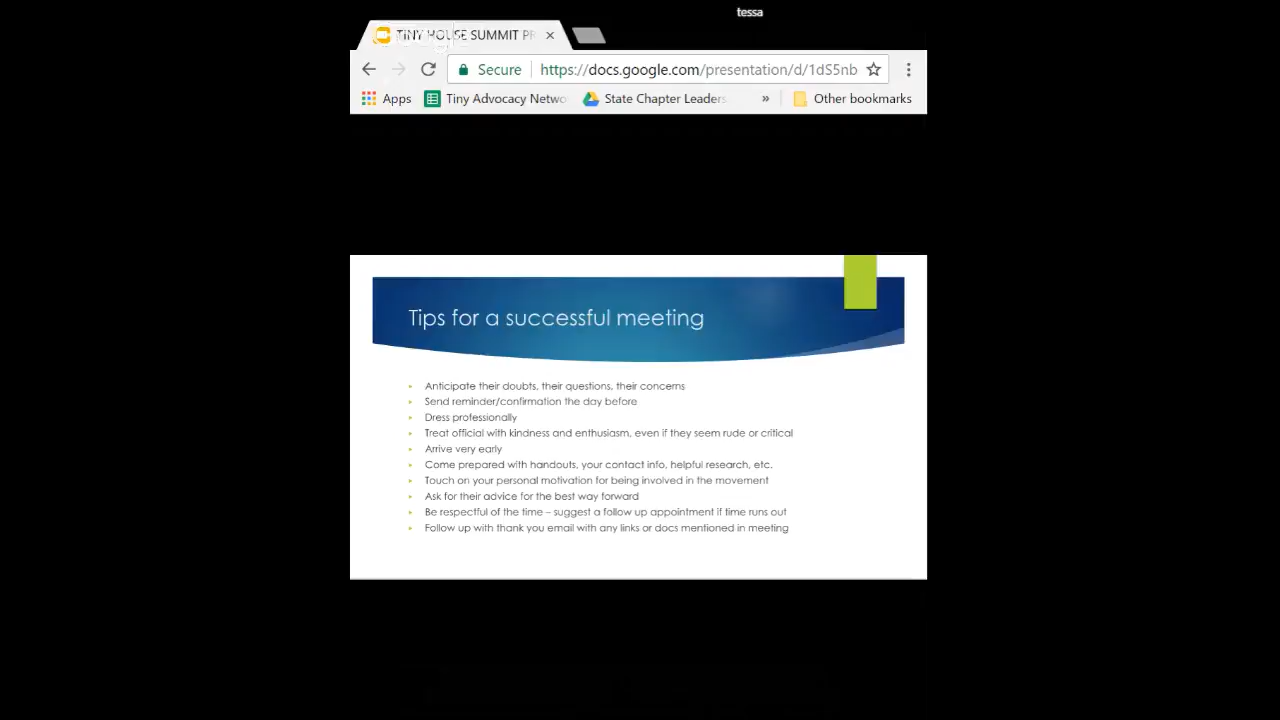 tessa
TINY HOUSE SUMMIT PR
Secure https://docs.google.com/presentation/d/1dS5nb
Apps Tiny Advocacy Netwo State Chapter Leaders » Other bookmarks
Tips for a successful meeting
Anticipate their doubts, their questions, their concerns
Send reminder/confirmation the day before
Dress professionally
Treat official with kindness and enthusiasm, even if they seem rude or critical
Arrive very early
Come prepared with handouts, your contact info, helpful research, etc.
Touch on your personal motivation for being involved in the movement
Ask for their advice for the best way forward
Be respectful of the time – suggest a follow up appointment if time runs out
Follow up with thank you email with any links or docs mentioned in meeting